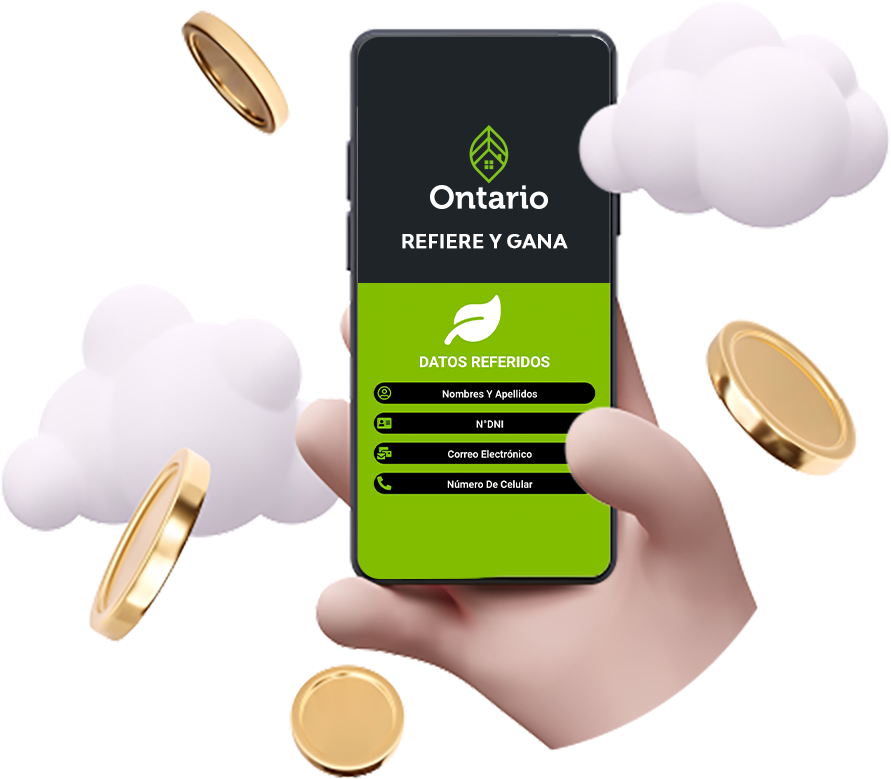 Ontario
REFIERE Y GANA
DATOS REFERIDOS
Nombres Y Apellidos
N°DNI
Correo Electrónico
Número De Celular